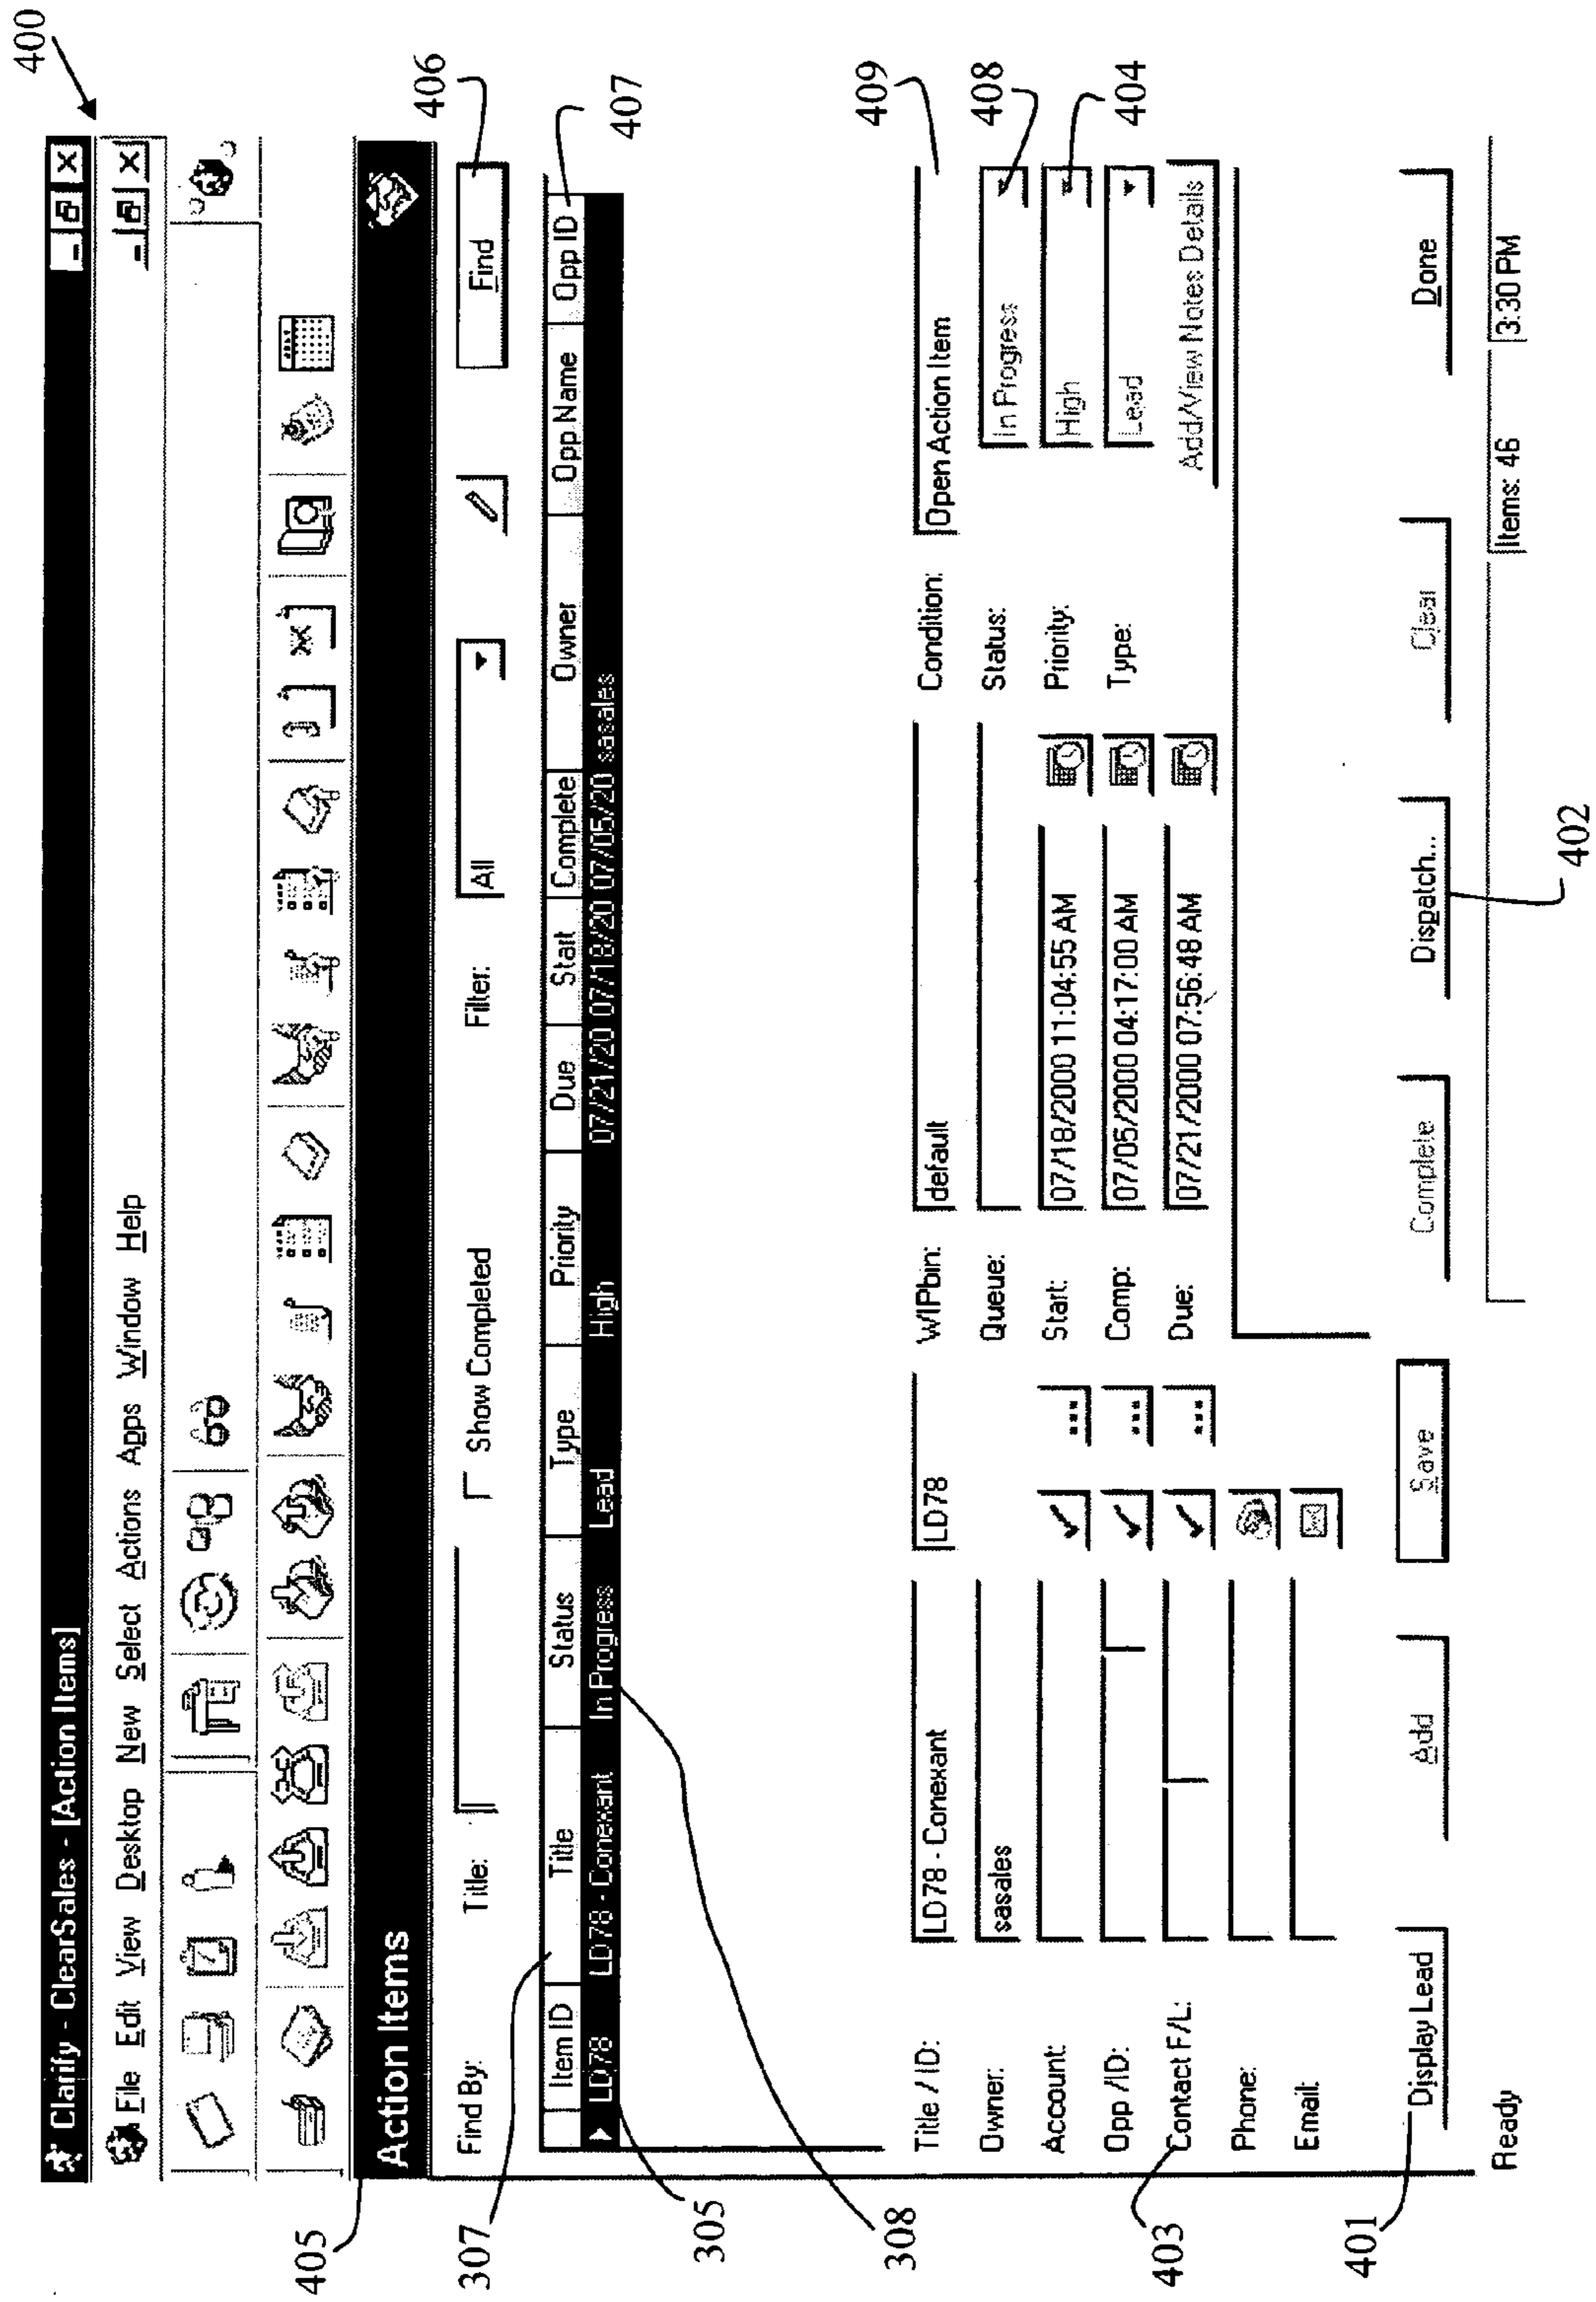 400
Clarify - ClearSales - [Action Items]
File Edit View Desktop New Select Actions Apps Window Help
405
Action Items
406
Find By: Title: Show Completed Filter: All Find
307
407
Item ID Title Status Type Priority Due Start Complete Owner Opp Name Opp ID
LD78 LD78 - Conexant In Progress Lead High 07/21/20 07/18/20 07/05/20 sasales
305
308
409
Title / ID: LD78 - Conexant LD78 WIPbin: default Condition: Open Action Item
408
Owner: sasales Queue: Status: In Progress
Account: Start: 07/18/2000 11:04:55 AM Priority: High
404
Opp /ID: Comp: 07/05/2000 04:17:00 AM Type: Lead
403
Contact F/L: Due: 07/21/2000 07:56:48 AM Add/View Notes Details
Phone:
Email:
401
Display Lead Add Save Complete Dispatch... Clear Done
Ready Items: 46 3:30 PM
402